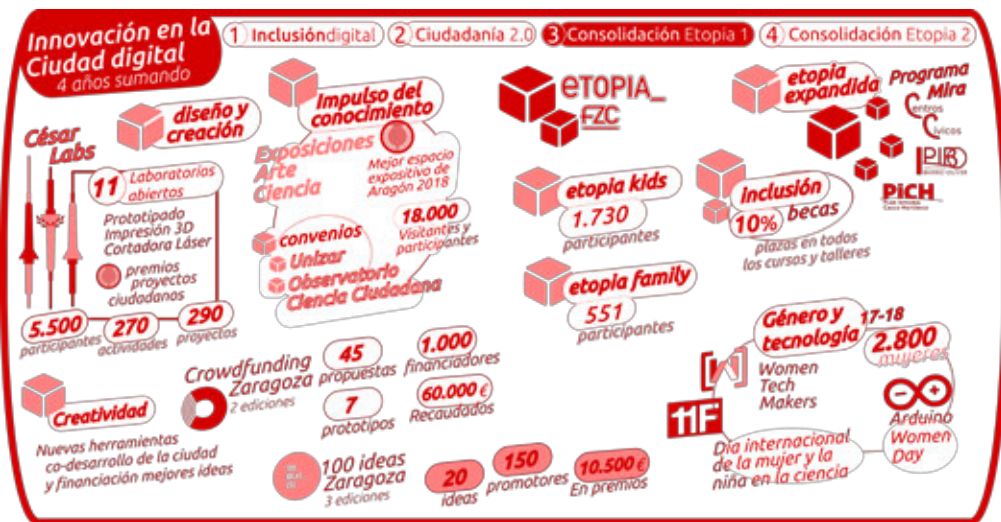 Innovación en la
Ciudad digital
4 años sumando
1 Inclusióndigital
2 Ciudadanía 2.0
3 Consolidación Etopia 1
4 Consolidación Etopia 2
diseño y
creación
César
Labs
11 Laboratorios
abiertos
Prototipado
Impresión 3D
Cortadora Láser
premios
proyectos
ciudadanos
5.500
participantes
270
actividades
290
proyectos
Impulso del
conocimiento
Exposiciones
Arte
Ciencia
Mejor espacio
expositivo de
Aragón 2018
18.000
Visitantes y
participantes
convenios
Unizar
Observatorio
Ciencia Ciudadana
eTOPIA_
FZC
etopia kids
1.730
participantes
etopia family
551
participantes
etopia
expandida
Programa
Mira
Centros
Cívicos
PIBO
PiCH
inclusión
10% becas
plazas en todos
los cursos y talleres
Género y
tecnología
17-18
2.800
mujeres
Women
Tech
Makers
11F
Día internacional
de la mujer y la
niña en la ciencia
Arduino
Women
Day
Creatividad
Nuevas herramientas
co-desarrollo de la ciudad
y financiación mejores ideas
Crowdfunding
Zaragoza
2 ediciones
45
propuestas
1.000
financiadores
7
prototipos
60.000 €
Recaudados
100 ideas
Zaragoza
3 ediciones
20
ideas
150
promotores
10.500 €
En premios